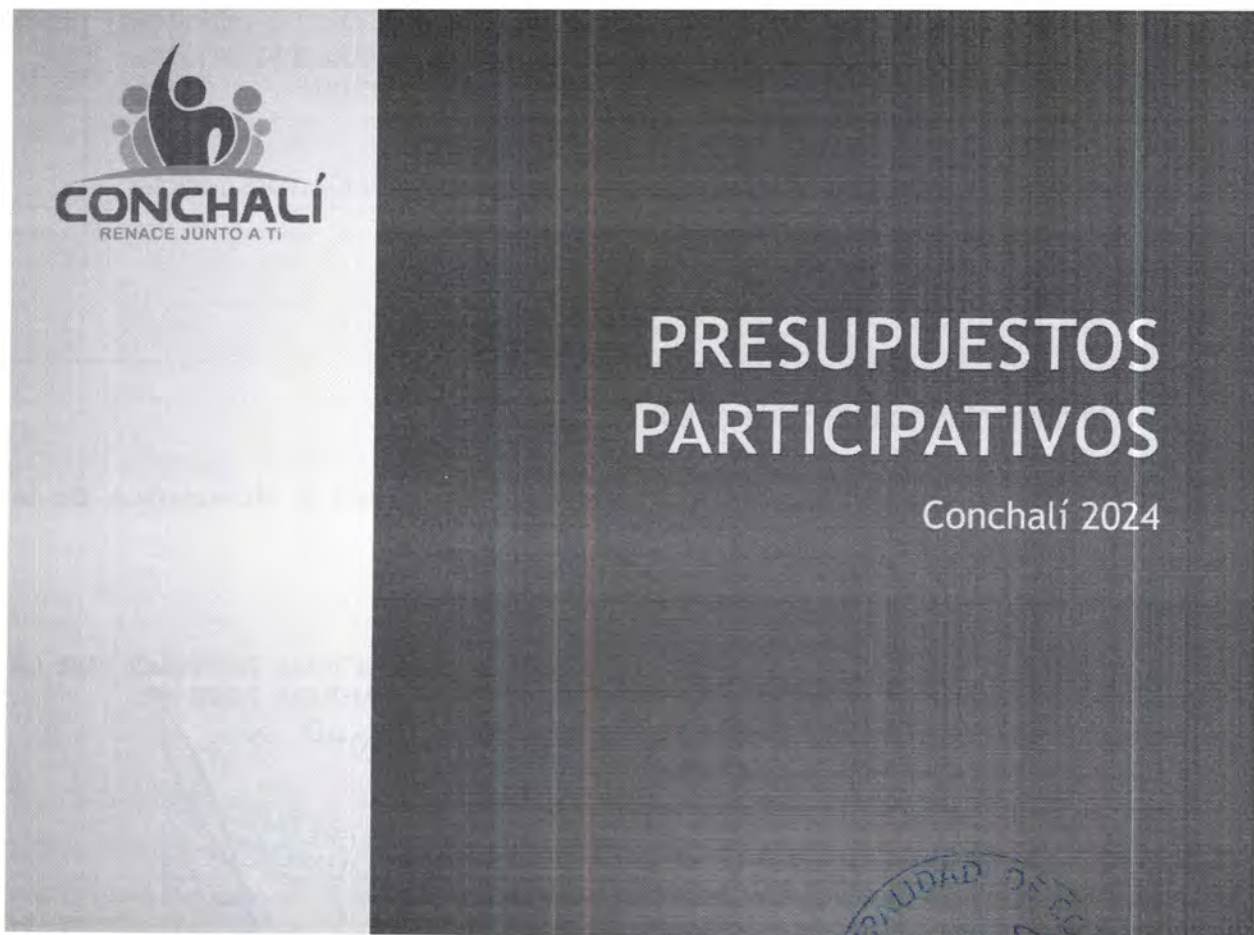 CONCHALÍ
RENACE JUNTO A Ti
PRESUPUESTOS
PARTICIPATIVOS
Conchalí 2024